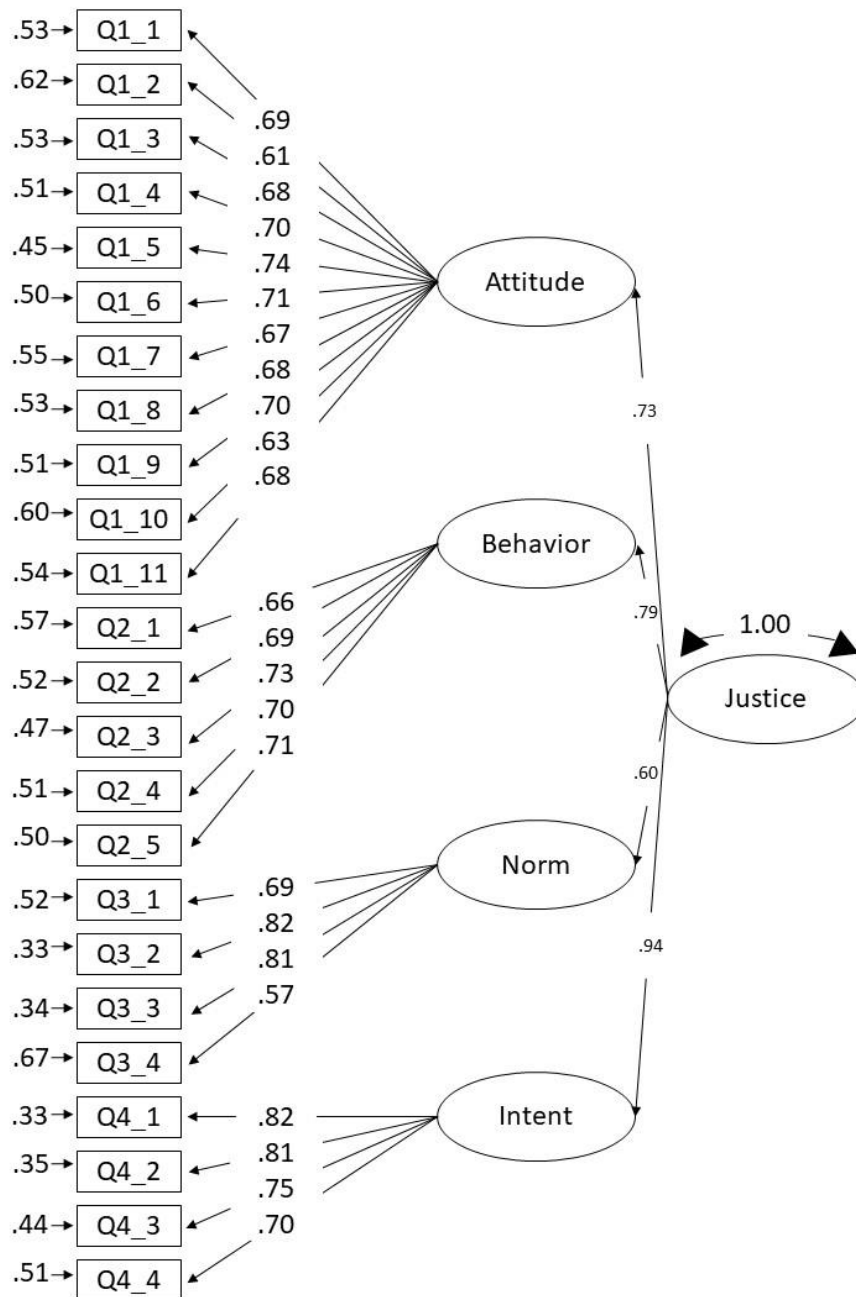 .53 Q1_1
.62 Q1_2
.53 Q1_3
.51 Q1_4
.45 Q1_5
.50 Q1_6
.55 Q1_7
.53 Q1_8
.51 Q1_9
.60 Q1_10
.54 Q1_11
.57 Q2_1
.52 Q2_2
.47 Q2_3
.51 Q2_4
.50 Q2_5
.52 Q3_1
.33 Q3_2
.34 Q3_3
.67 Q3_4
.33 Q4_1
.35 Q4_2
.44 Q4_3
.51 Q4_4
.69
.61
.68
.70
.74
.71
.67
.68
.70
.63
.68
.66
.69
.73
.70
.71
.69
.82
.81
.57
.82
.81
.75
.70
Attitude
Behavior
Norm
Intent
.73
.79
.60
.94
1.00
Justice